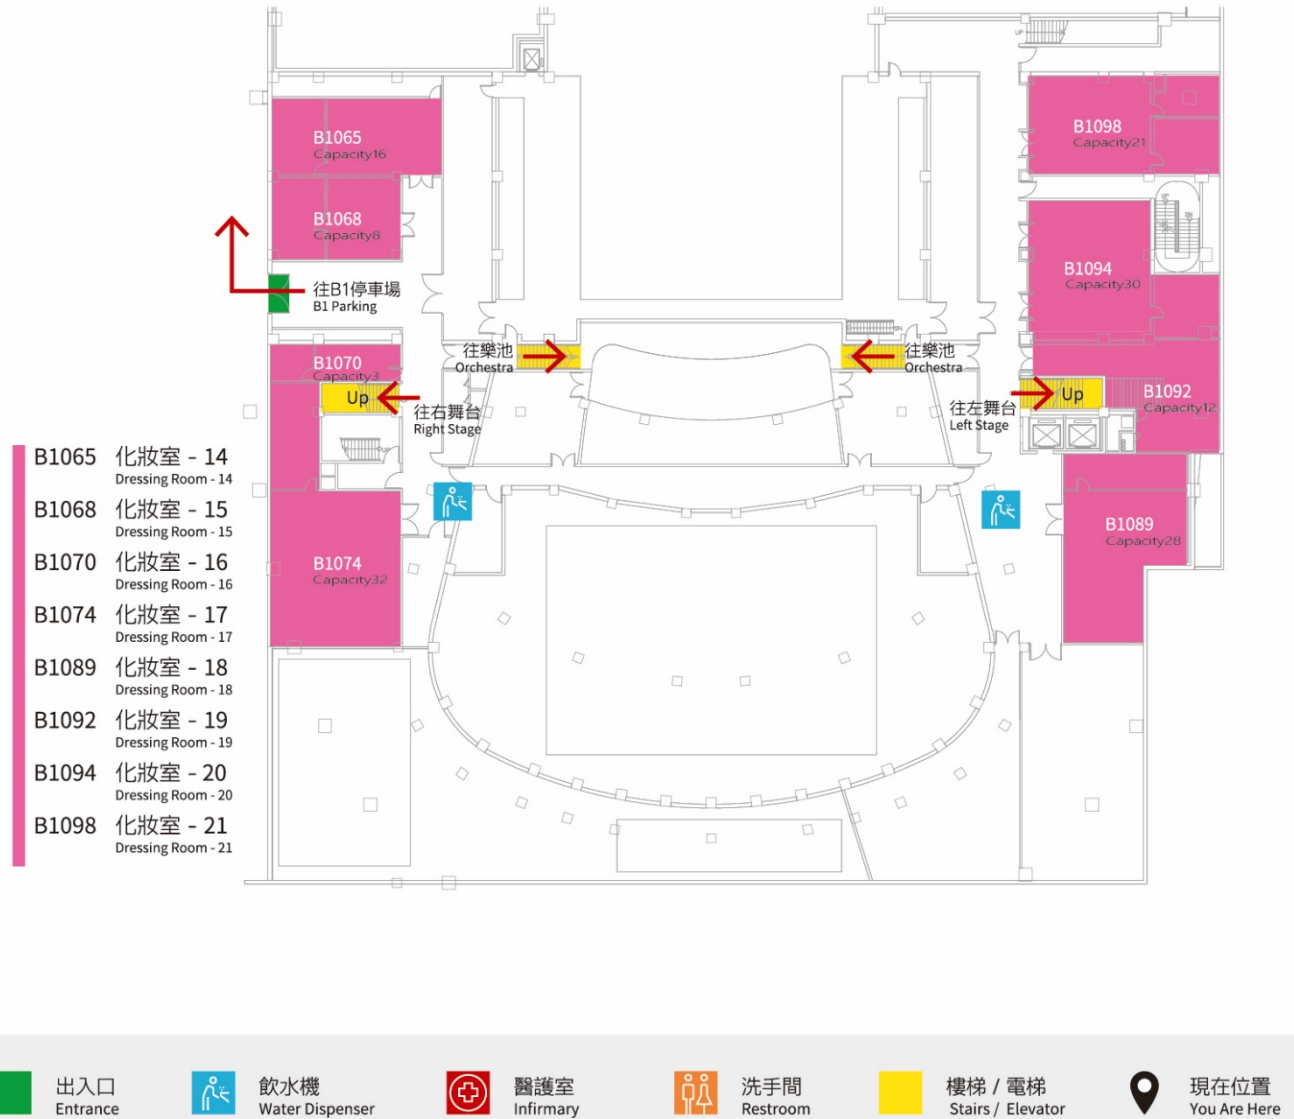 UP
B1065
Capacity16
B1098
Capacity21
B1068
Capacity8
B1094
Capacity30
往B1停車場
B1 Parking
往樂池
Orchestra
往樂池
Orchestra
B1070
Capacity3
Up
往右舞台
Right Stage
往左舞台
Left Stage
Up
B1092
Capacity12
B1074
Capacity32
B1089
Capacity28
B1065 化妝室 - 14
Dressing Room - 14
B1068 化妝室 - 15
Dressing Room - 15
B1070 化妝室 - 16
Dressing Room - 16
B1074 化妝室 - 17
Dressing Room - 17
B1089 化妝室 - 18
Dressing Room - 18
B1092 化妝室 - 19
Dressing Room - 19
B1094 化妝室 - 20
Dressing Room - 20
B1098 化妝室 - 21
Dressing Room - 21
出入口
Entrance
飲水機
Water Dispenser
醫護室
Infirmary
洗手間
Restroom
樓梯 / 電梯
Stairs / Elevator
現在位置
You Are Here